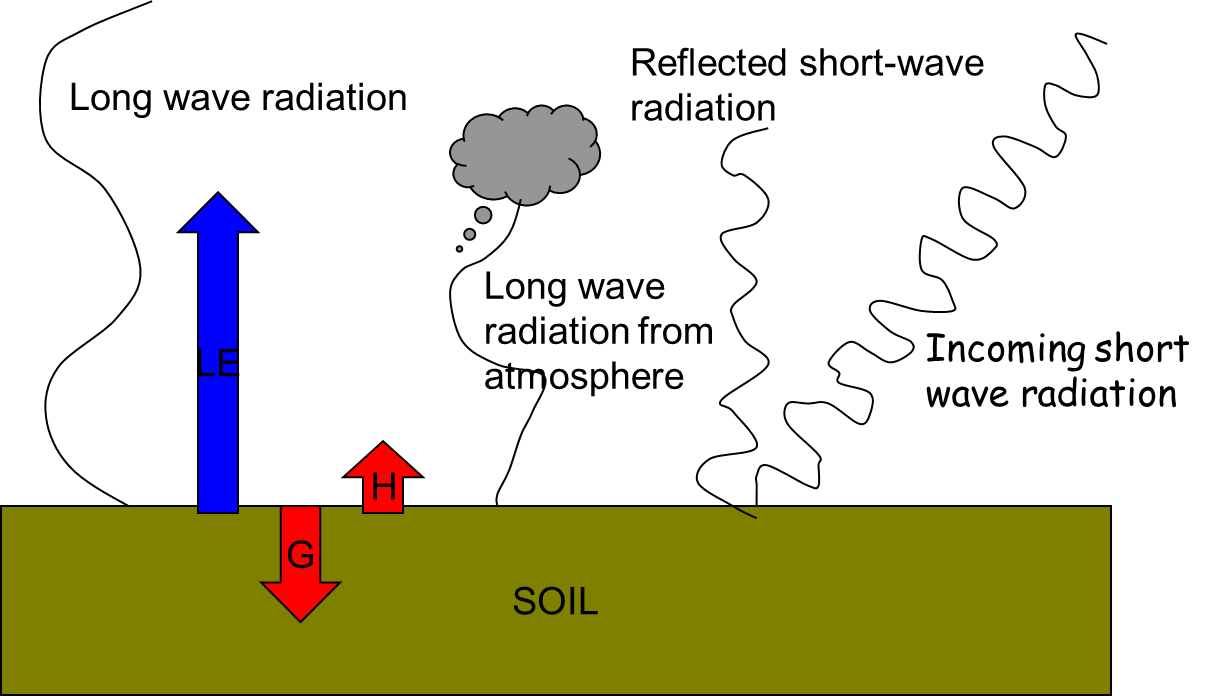 Long wave radiation
Reflected short-wave
radiation
Long wave
radiation from
atmosphere
Incoming short
wave radiation
LE
H
G
SOIL